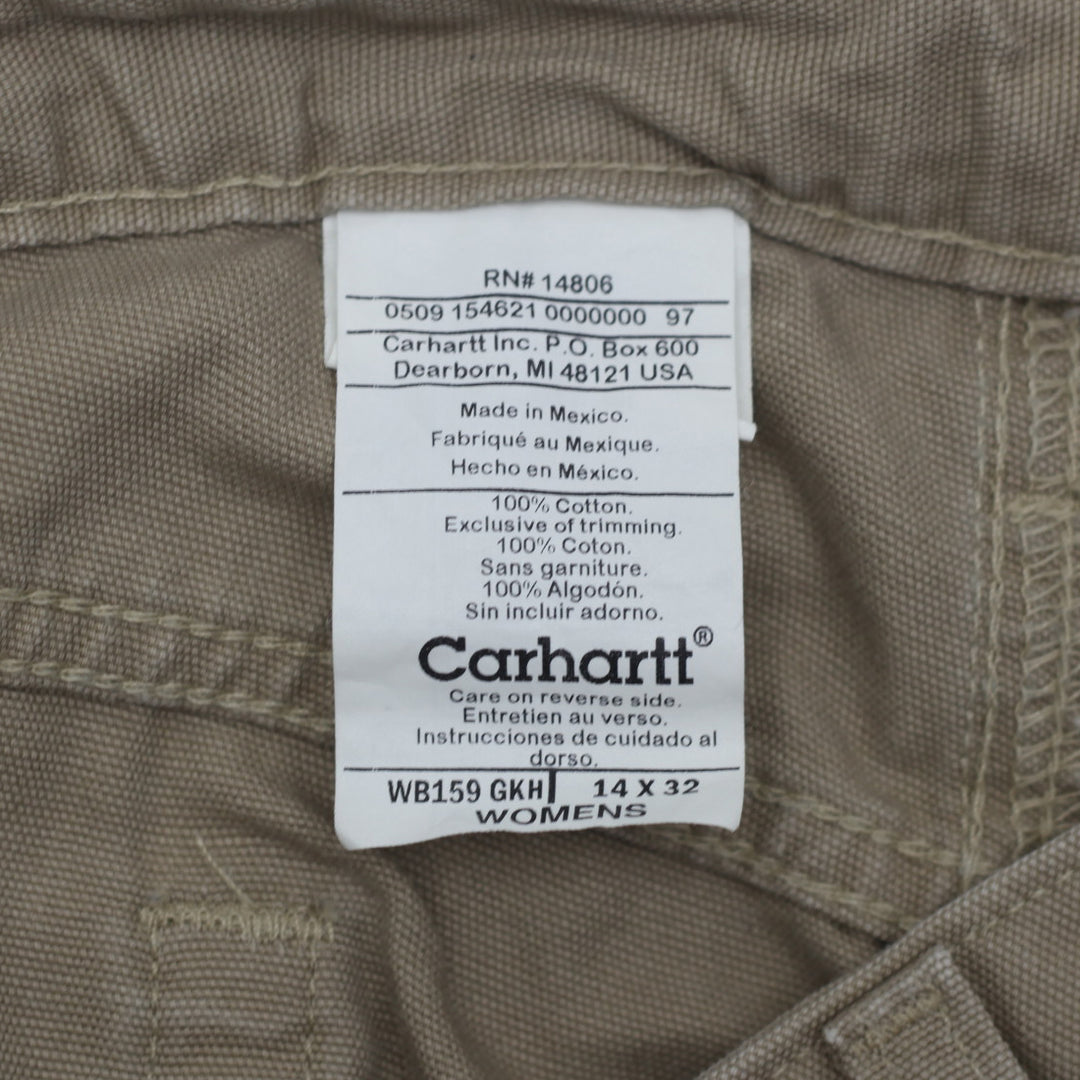 RN# 14806
0509 154621 0000000 97
Carhartt Inc. P.O. Box 600
Dearborn, MI 48121 USA
Made in Mexico.
Fabriqué au Mexique.
Hecho en México.
100% Cotton.
Exclusive of trimming.
100% Coton.
Sans garniture.
100% Algodón.
Sin incluir adorno.
Carhartt®
Care on reverse side.
Entretien au verso.
Instrucciones de cuidado al
dorso.
WB159 GKH 14 X 32
WOMENS